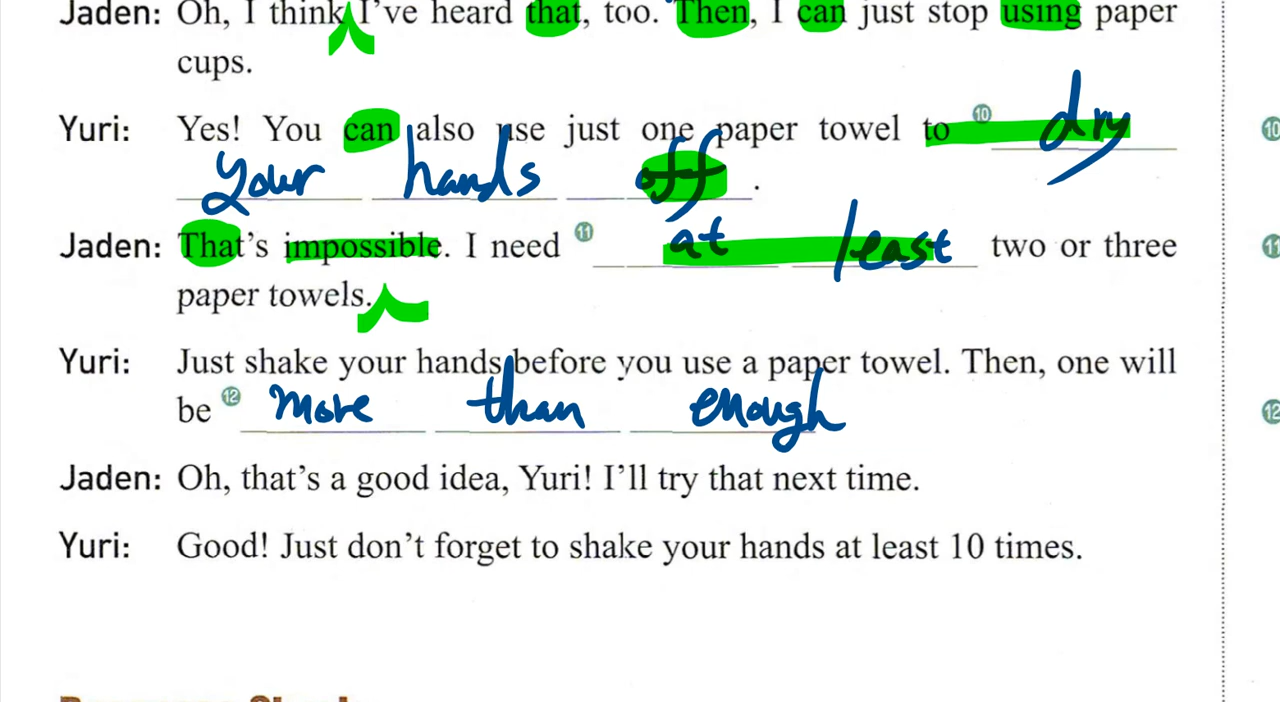 Jaden: Oh, I think I've heard that, too. Then, I can just stop using paper
cups.
Yuri: Yes! You can also use just one paper towel to ⑩ dry
your hands off .
Jaden: That's impossible. I need ⑪ at least two or three
paper towels.
Yuri: Just shake your hands before you use a paper towel. Then, one will
be ⑫ more than enough
Jaden: Oh, that's a good idea, Yuri! I'll try that next time.
Yuri: Good! Just don't forget to shake your hands at least 10 times.